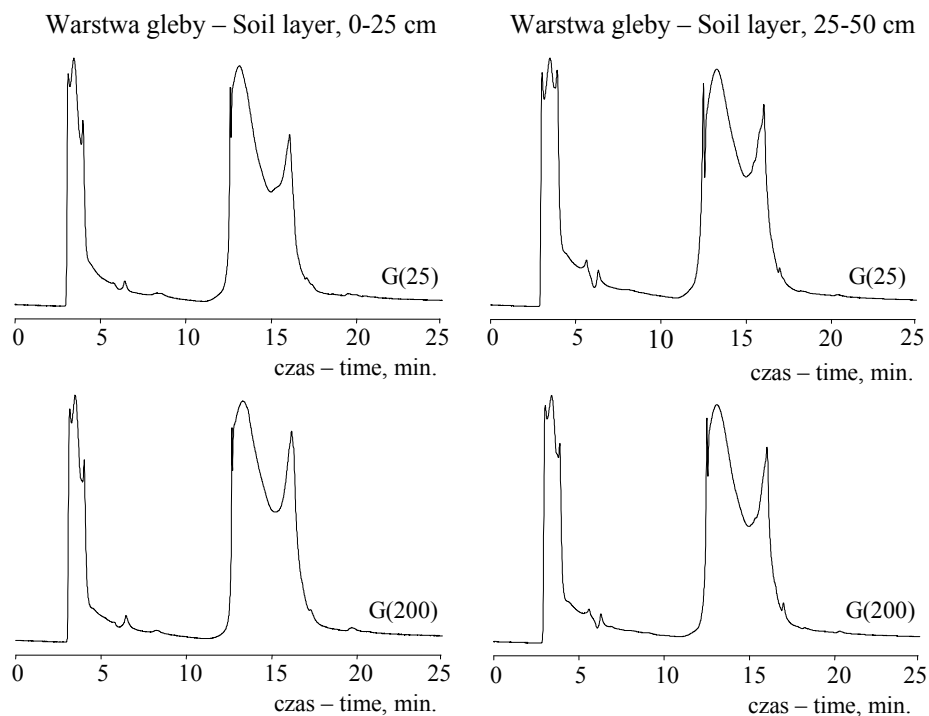 Warstwa gleby – Soil layer, 0-25 cm
Warstwa gleby – Soil layer, 25-50 cm
G(25)
G(25)
0 5 10 15 20 25
0 5 10 15 20 25
czas – time, min.
czas – time, min.
G(200)
G(200)
0 5 10 15 20 25
0 5 10 15 20 25
czas – time, min.
czas – time, min.